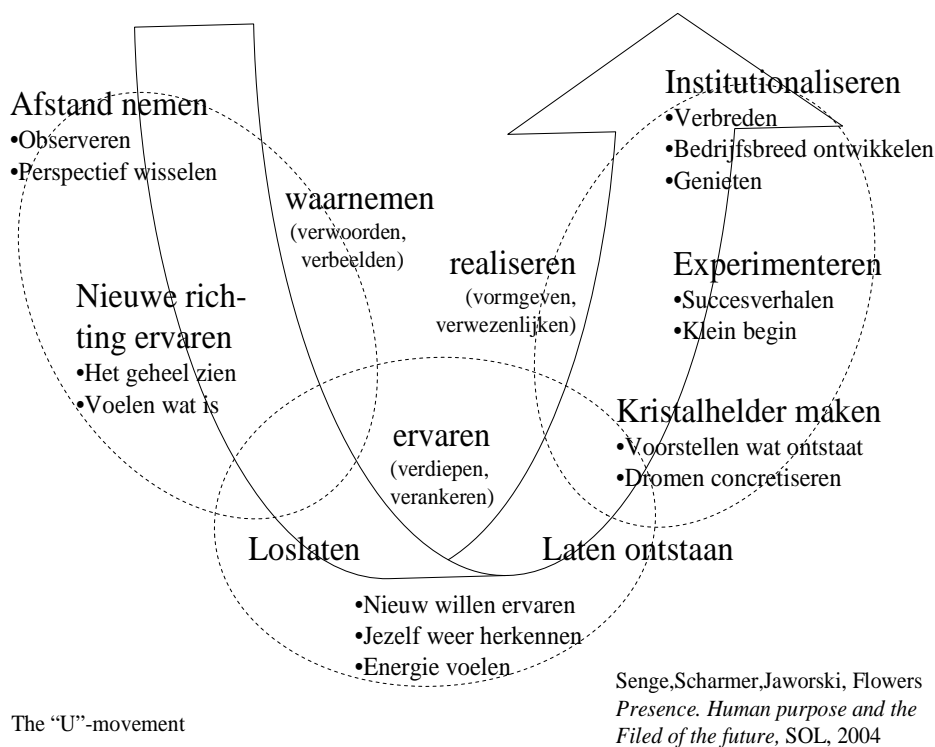 Afstand nemen
•Observeren
•Perspectief wisselen
Nieuwe rich-
ting ervaren
•Het geheel zien
•Voelen wat is
waarnemen
(verwoorden,
verbeelden)
Loslaten
ervaren
(verdiepen,
verankeren)
•Nieuw willen ervaren
•Jezelf weer herkennen
•Energie voelen
Laten ontstaan
realiseren
(vormgeven,
verwezenlijken)
Kristalhelder maken
•Voorstellen wat ontstaat
•Dromen concretiseren
Experimenteren
•Succesverhalen
•Klein begin
Institutionaliseren
•Verbreden
•Bedrijfsbreed ontwikkelen
•Genieten
The “U”-movement
Senge,Scharmer,Jaworski, Flowers
Presence. Human purpose and the
Filed of the future, SOL, 2004